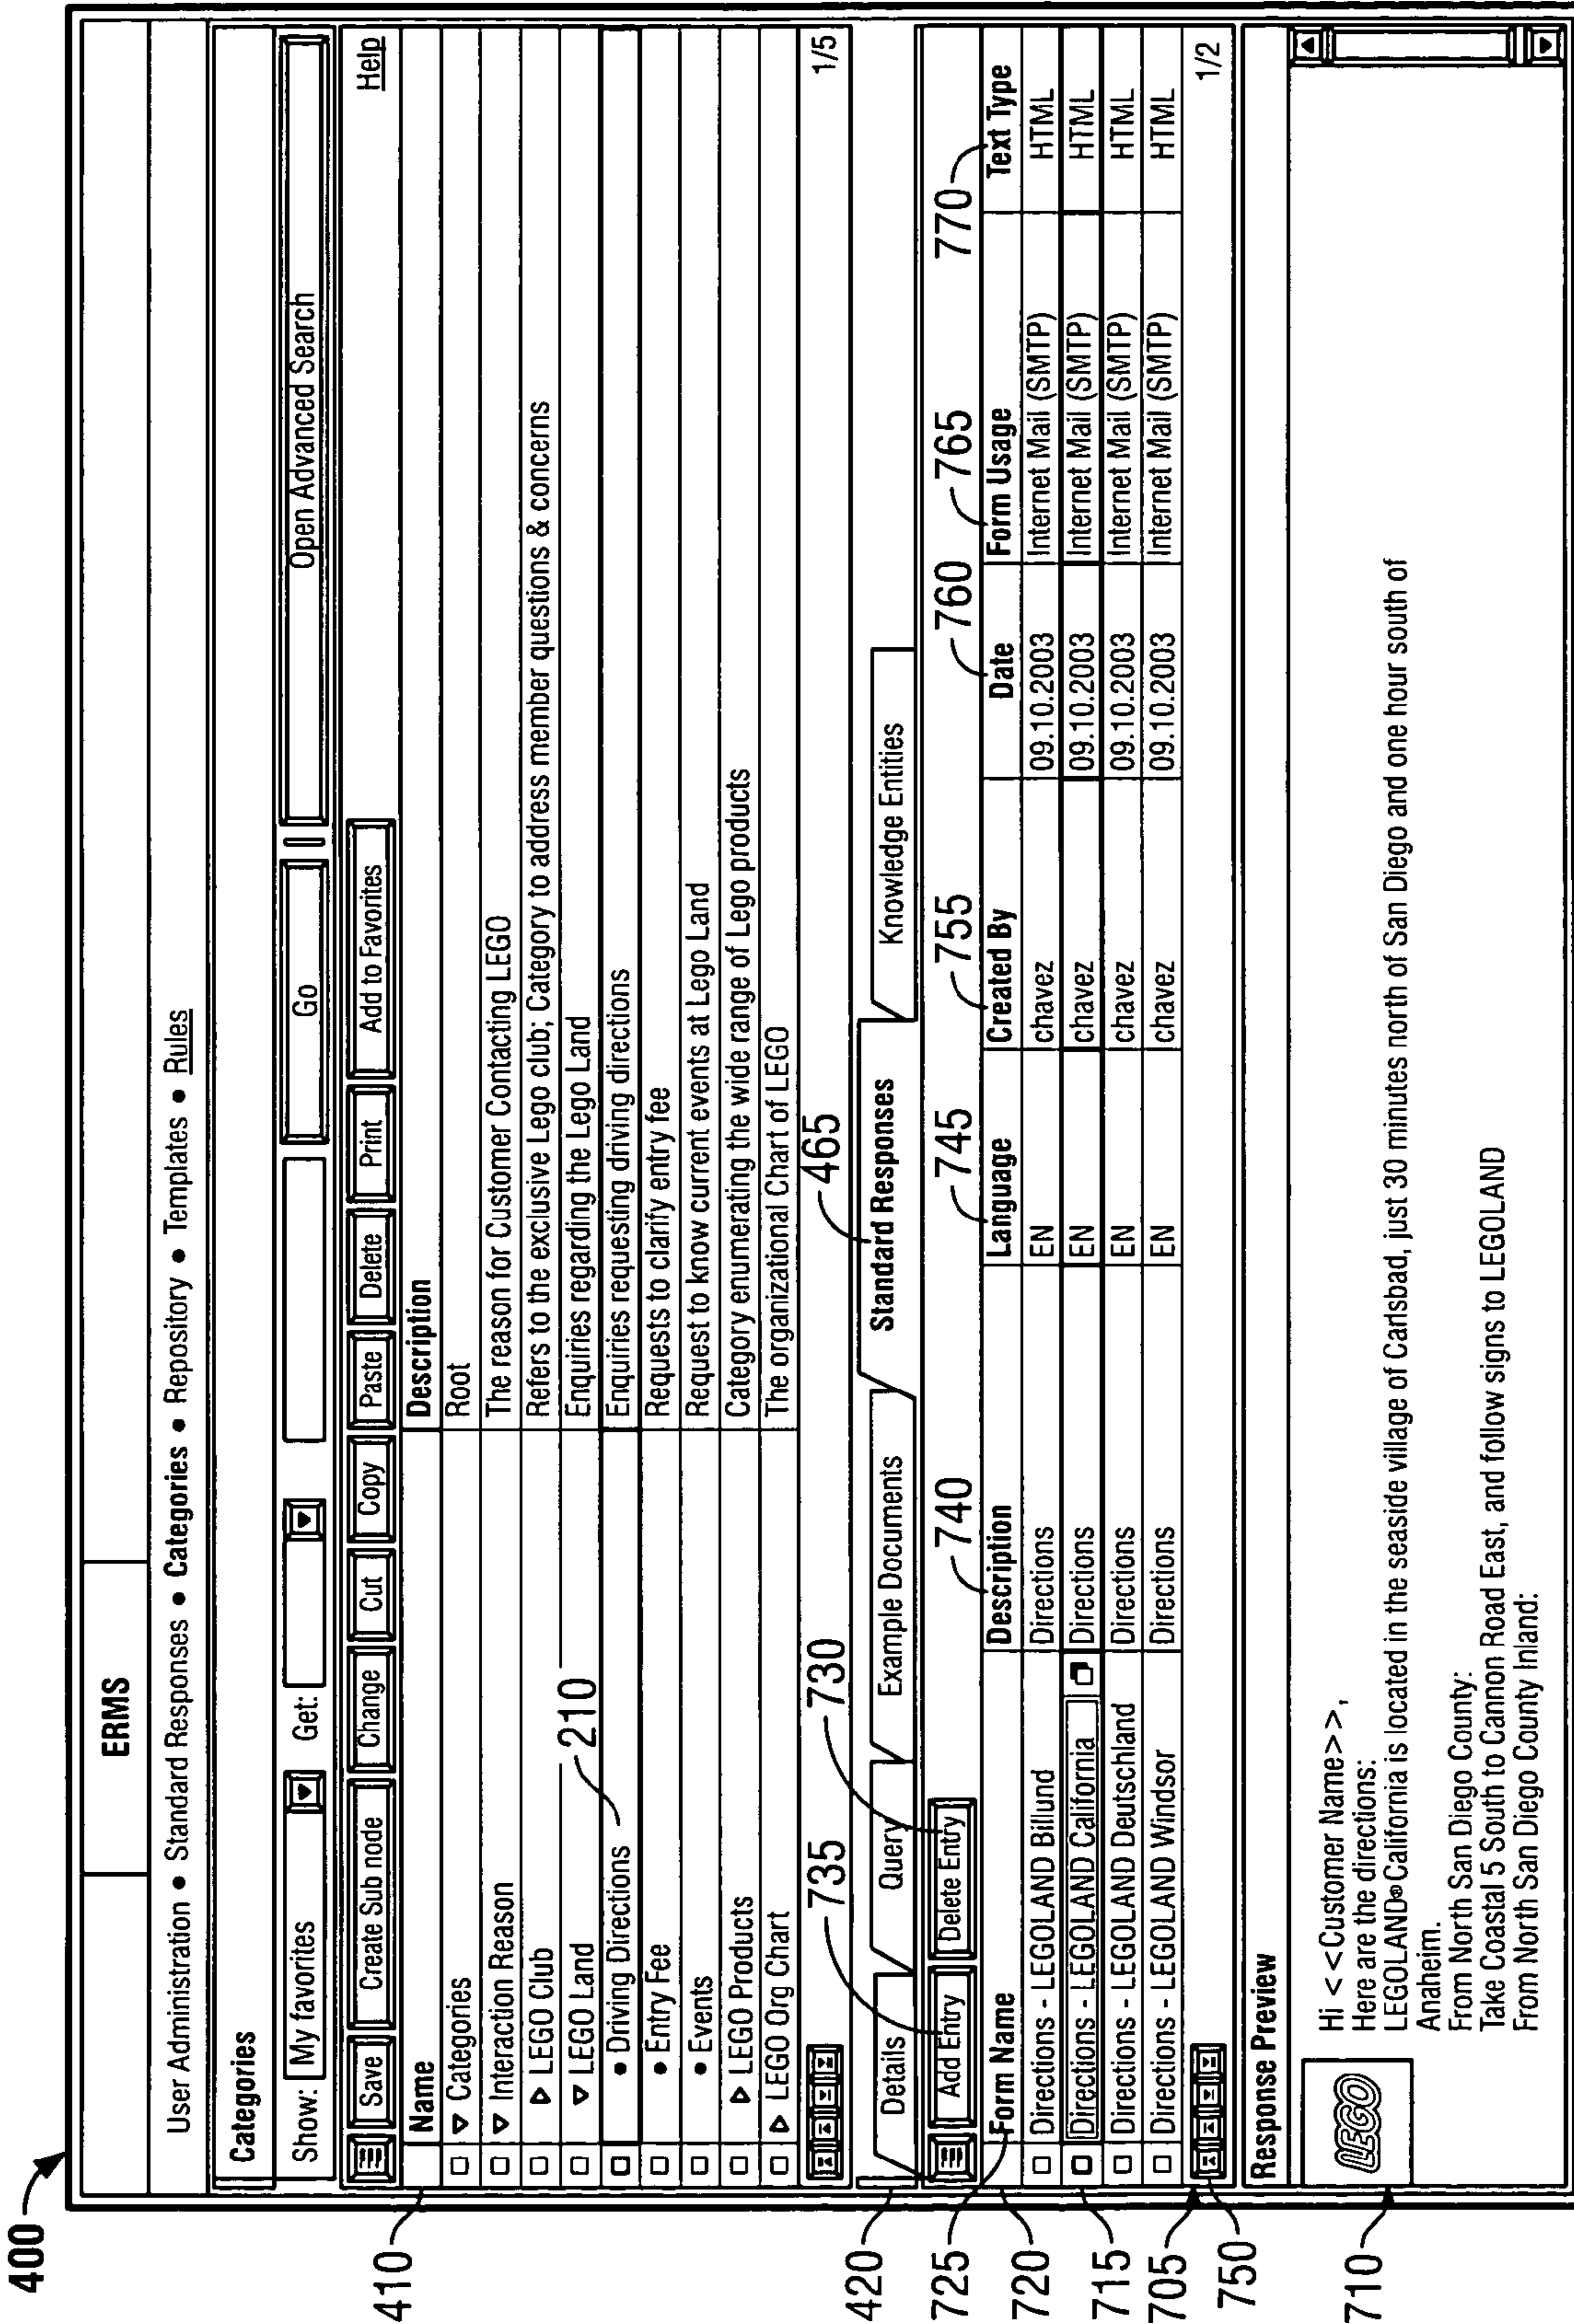 400
ERMS
User Administration • Standard Responses • Categories • Repository • Templates • Rules
Categories
Show: My favorites Get: Go Open Advanced Search
Save Create Sub node Change Cut Copy Paste Delete Print Add to Favorites Help
410
Name Description
Categories Root
Interaction Reason The reason for Customer Contacting LEGO
LEGO Club Refers to the exclusive Lego club; Category to address member questions & concerns
LEGO Land Enquiries regarding the Lego Land
210
• Driving Directions Enquiries requesting driving directions
• Entry Fee Requests to clarify entry fee
• Events Request to know current events at Lego Land
LEGO Products Category enumerating the wide range of Lego products
LEGO Org Chart The organizational Chart of LEGO
1/5
735 730 465
420
Details Query Example Documents Standard Responses Knowledge Entities
725 740 745 755 760 765 770
Add Entry Delete Entry
Form Name Description Language Created By Date Form Usage Text Type
720
Directions - LEGOLAND Billund Directions EN chavez 09.10.2003 Internet Mail (SMTP) HTML
715
Directions - LEGOLAND California Directions EN chavez 09.10.2003 Internet Mail (SMTP) HTML
Directions - LEGOLAND Deutschland Directions EN chavez 09.10.2003 Internet Mail (SMTP) HTML
705
Directions - LEGOLAND Windsor Directions EN chavez 09.10.2003 Internet Mail (SMTP) HTML
750
1/2
Response Preview
710
LEGO
Hi <<Customer Name>>,
Here are the directions:
LEGOLAND®California is located in the seaside village of Carlsbad, just 30 minutes north of San Diego and one hour south of
Anaheim.
From North San Diego County:
Take Coastal 5 South to Cannon Road East, and follow signs to LEGOLAND
From North San Diego County Inland: